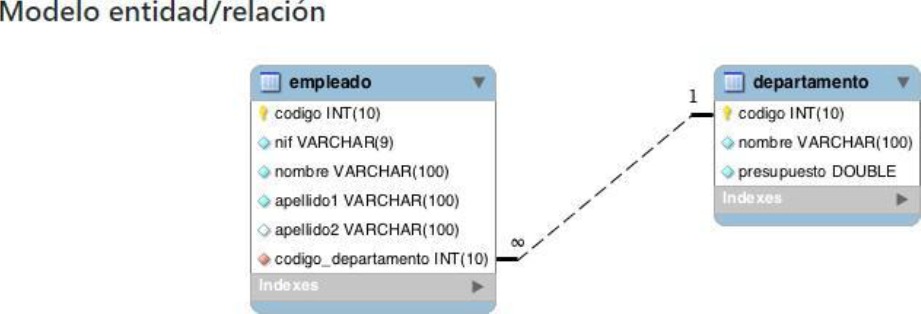 Modelo entidad/relación
empleado
codigo INT(10)
nif VARCHAR(9)
nombre VARCHAR(100)
apellido1 VARCHAR(100)
apellido2 VARCHAR(100)
codigo_departamento INT(10)
Indexes
∞
1
departamento
codigo INT(10)
nombre VARCHAR(100)
presupuesto DOUBLE
Indexes